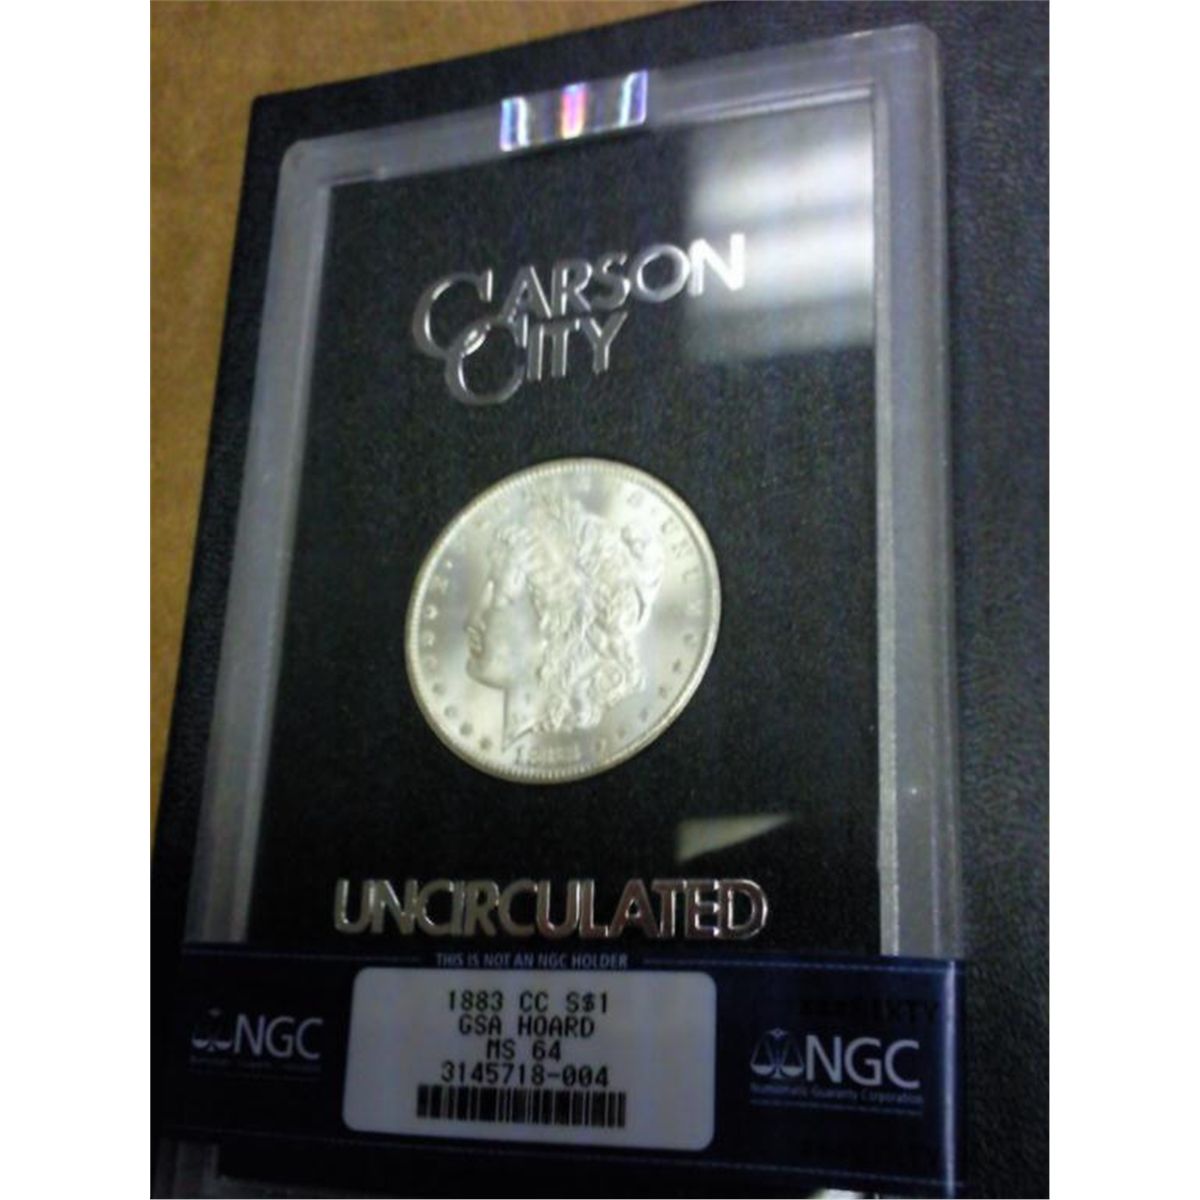 CARSON
CITY
UNCIRCULATED
THIS IS NOT AN NGC HOLDER
1883 CC S$1
GSA HOARD
MS 64
3145718-004
NGC
NGC
Numismatic Guaranty Corporation